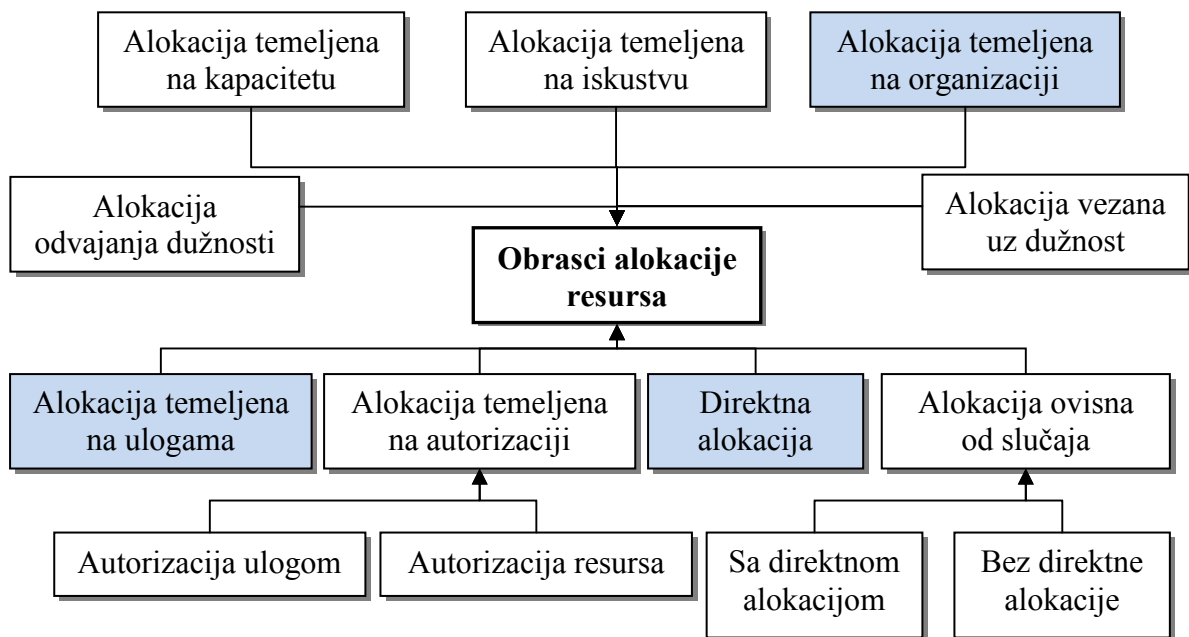 Alokacija temeljena
na kapacitetu
Alokacija temeljena
na iskustvu
Alokacija temeljena
na organizaciji
Alokacija
odvajanja dužnosti
Alokacija vezana
uz dužnost
Obrasci alokacije
resursa
Alokacija temeljena
na ulogama
Alokacija temeljena
na autorizaciji
Direktna
alokacija
Alokacija ovisna
od slučaja
Autorizacija ulogom
Autorizacija resursa
Sa direktnom
alokacijom
Bez direktne
alokacije